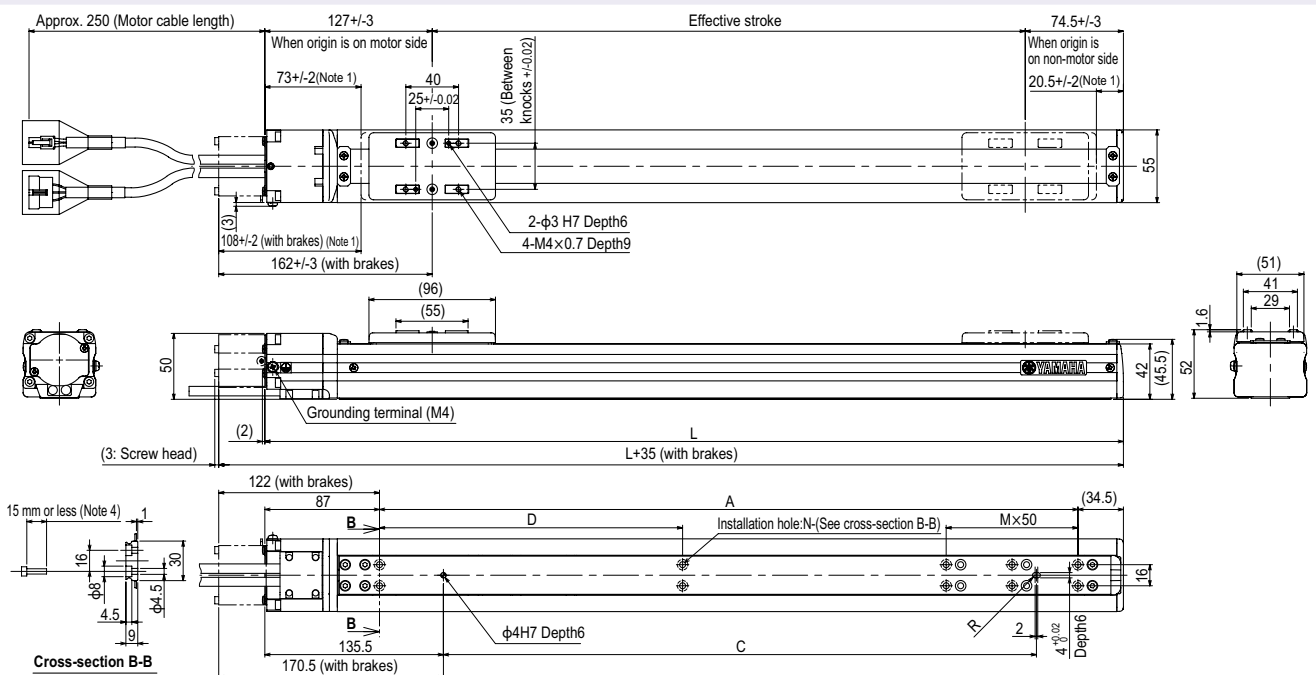 Approx. 250 (Motor cable length)
127+/-3
Effective stroke
74.5+/-3
When origin is on motor side
When origin is
on non-motor side
73+/-2(Note 1)
40
25+/-0.02
35 (Between
knocks +/-0.02)
20.5+/-2(Note 1)
55
(3)
2-ϕ3 H7 Depth6
4-M4×0.7 Depth9
108+/-2 (with brakes) (Note 1)
162+/-3 (with brakes)
(96)
(55)
(51)
41
29
1.6
52
50
42
(45.5)
YAMAHA
Grounding terminal (M4)
(2)
L
(3: Screw head)
L+35 (with brakes)
122 (with brakes)
87
A
(34.5)
15 mm or less (Note 4)
1
B
D
Installation hole:N-(See cross-section B-B)
M×50
16
30
ϕ8
ϕ4.5
4.5
9
16
B
ϕ4H7 Depth6
R
2
4 +0.02 0
Depth6
135.5
C
Cross-section B-B
170.5 (with brakes)